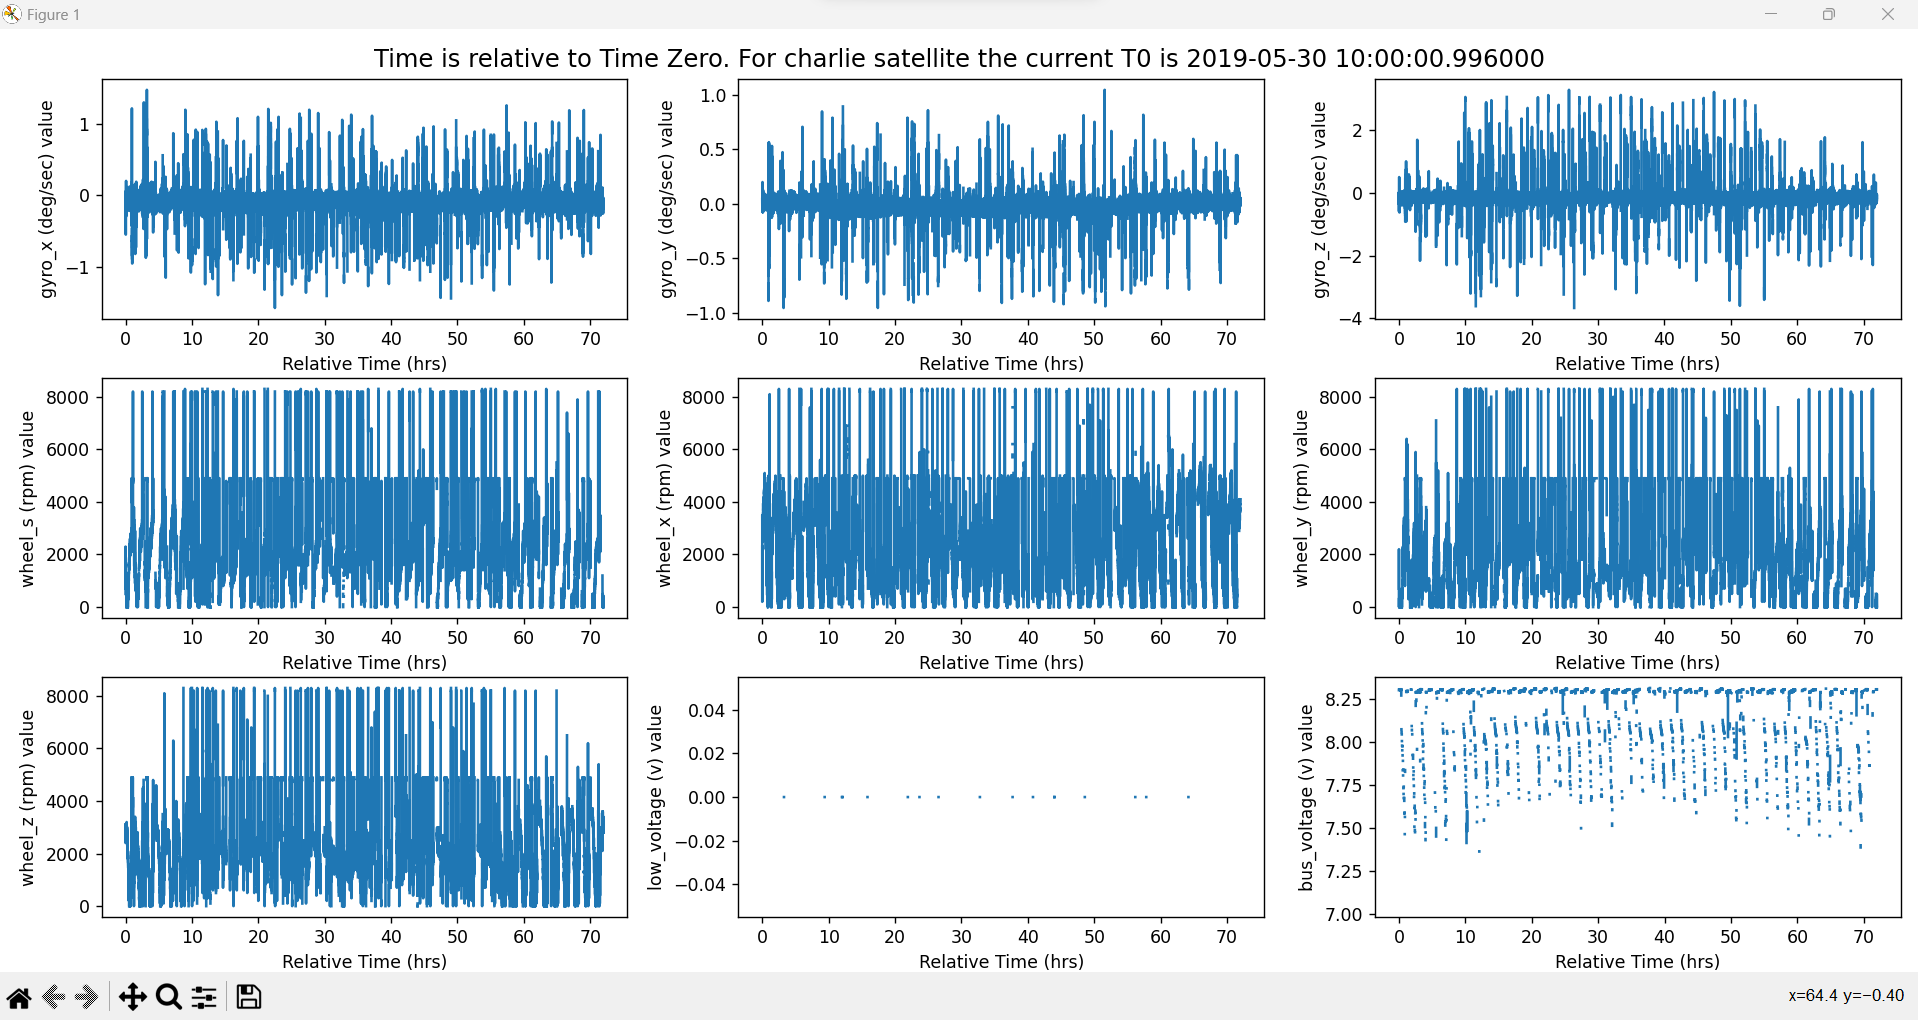 Figure 1
Time is relative to Time Zero. For charlie satellite the current T0 is 2019-05-30 10:00:00.996000
gyro_x (deg/sec) value
1
0
−1
0 10 20 30 40 50 60 70
Relative Time (hrs)
gyro_y (deg/sec) value
1.0
0.5
0.0
−0.5
−1.0
0 10 20 30 40 50 60 70
Relative Time (hrs)
gyro_z (deg/sec) value
2
0
−2
−4
0 10 20 30 40 50 60 70
Relative Time (hrs)
wheel_s (rpm) value
8000
6000
4000
2000
0
0 10 20 30 40 50 60 70
Relative Time (hrs)
wheel_x (rpm) value
8000
6000
4000
2000
0
0 10 20 30 40 50 60 70
Relative Time (hrs)
wheel_y (rpm) value
8000
6000
4000
2000
0
0 10 20 30 40 50 60 70
Relative Time (hrs)
wheel_z (rpm) value
8000
6000
4000
2000
0
0 10 20 30 40 50 60 70
Relative Time (hrs)
low_voltage (v) value
0.04
0.02
0.00
−0.02
−0.04
0 10 20 30 40 50 60 70
Relative Time (hrs)
bus_voltage (v) value
8.25
8.00
7.75
7.50
7.25
7.00
0 10 20 30 40 50 60 70
Relative Time (hrs)
x=64.4 y=−0.40